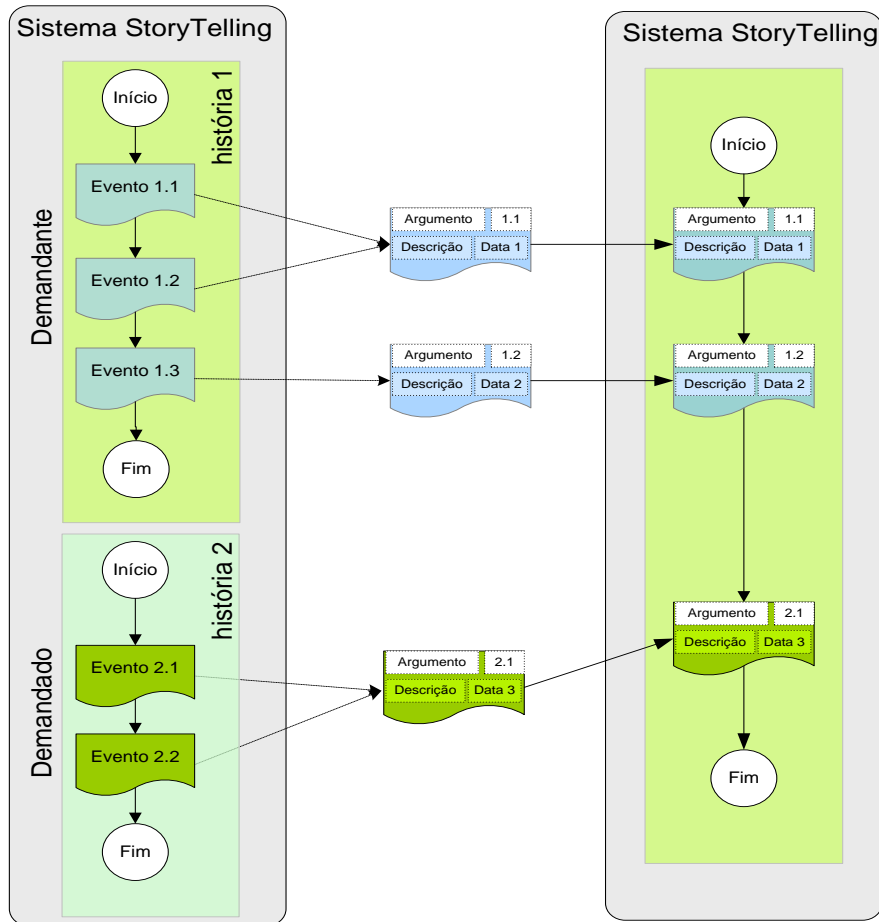 Sistema StoryTelling
Demandante
história 1
Início
Evento 1.1
Evento 1.2
Evento 1.3
Fim
Demandado
história 2
Início
Evento 2.1
Evento 2.2
Fim
Argumento 1.1
Descrição Data 1
Argumento 1.2
Descrição Data 2
Argumento 2.1
Descrição Data 3
Sistema StoryTelling
Início
Argumento 1.1
Descrição Data 1
Argumento 1.2
Descrição Data 2
Argumento 2.1
Descrição Data 3
Fim